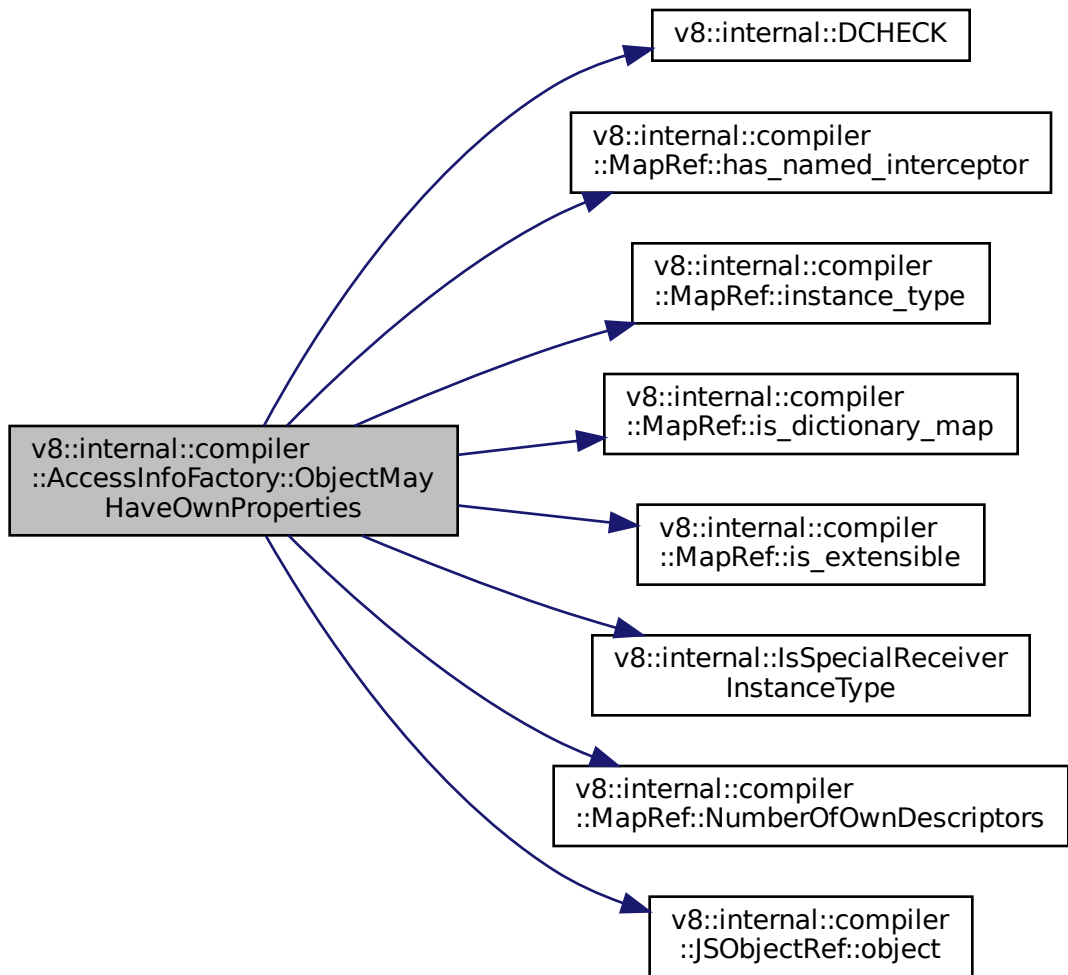 v8::internal::DCHECK
v8::internal::compiler
::MapRef::has_named_interceptor
v8::internal::compiler
::MapRef::instance_type
v8::internal::compiler
::MapRef::is_dictionary_map
v8::internal::compiler
::AccessInfoFactory::ObjectMay
HaveOwnProperties
v8::internal::compiler
::MapRef::is_extensible
v8::internal::IsSpecialReceiver
InstanceType
v8::internal::compiler
::MapRef::NumberOfOwnDescriptors
v8::internal::compiler
::JSObjectRef::object